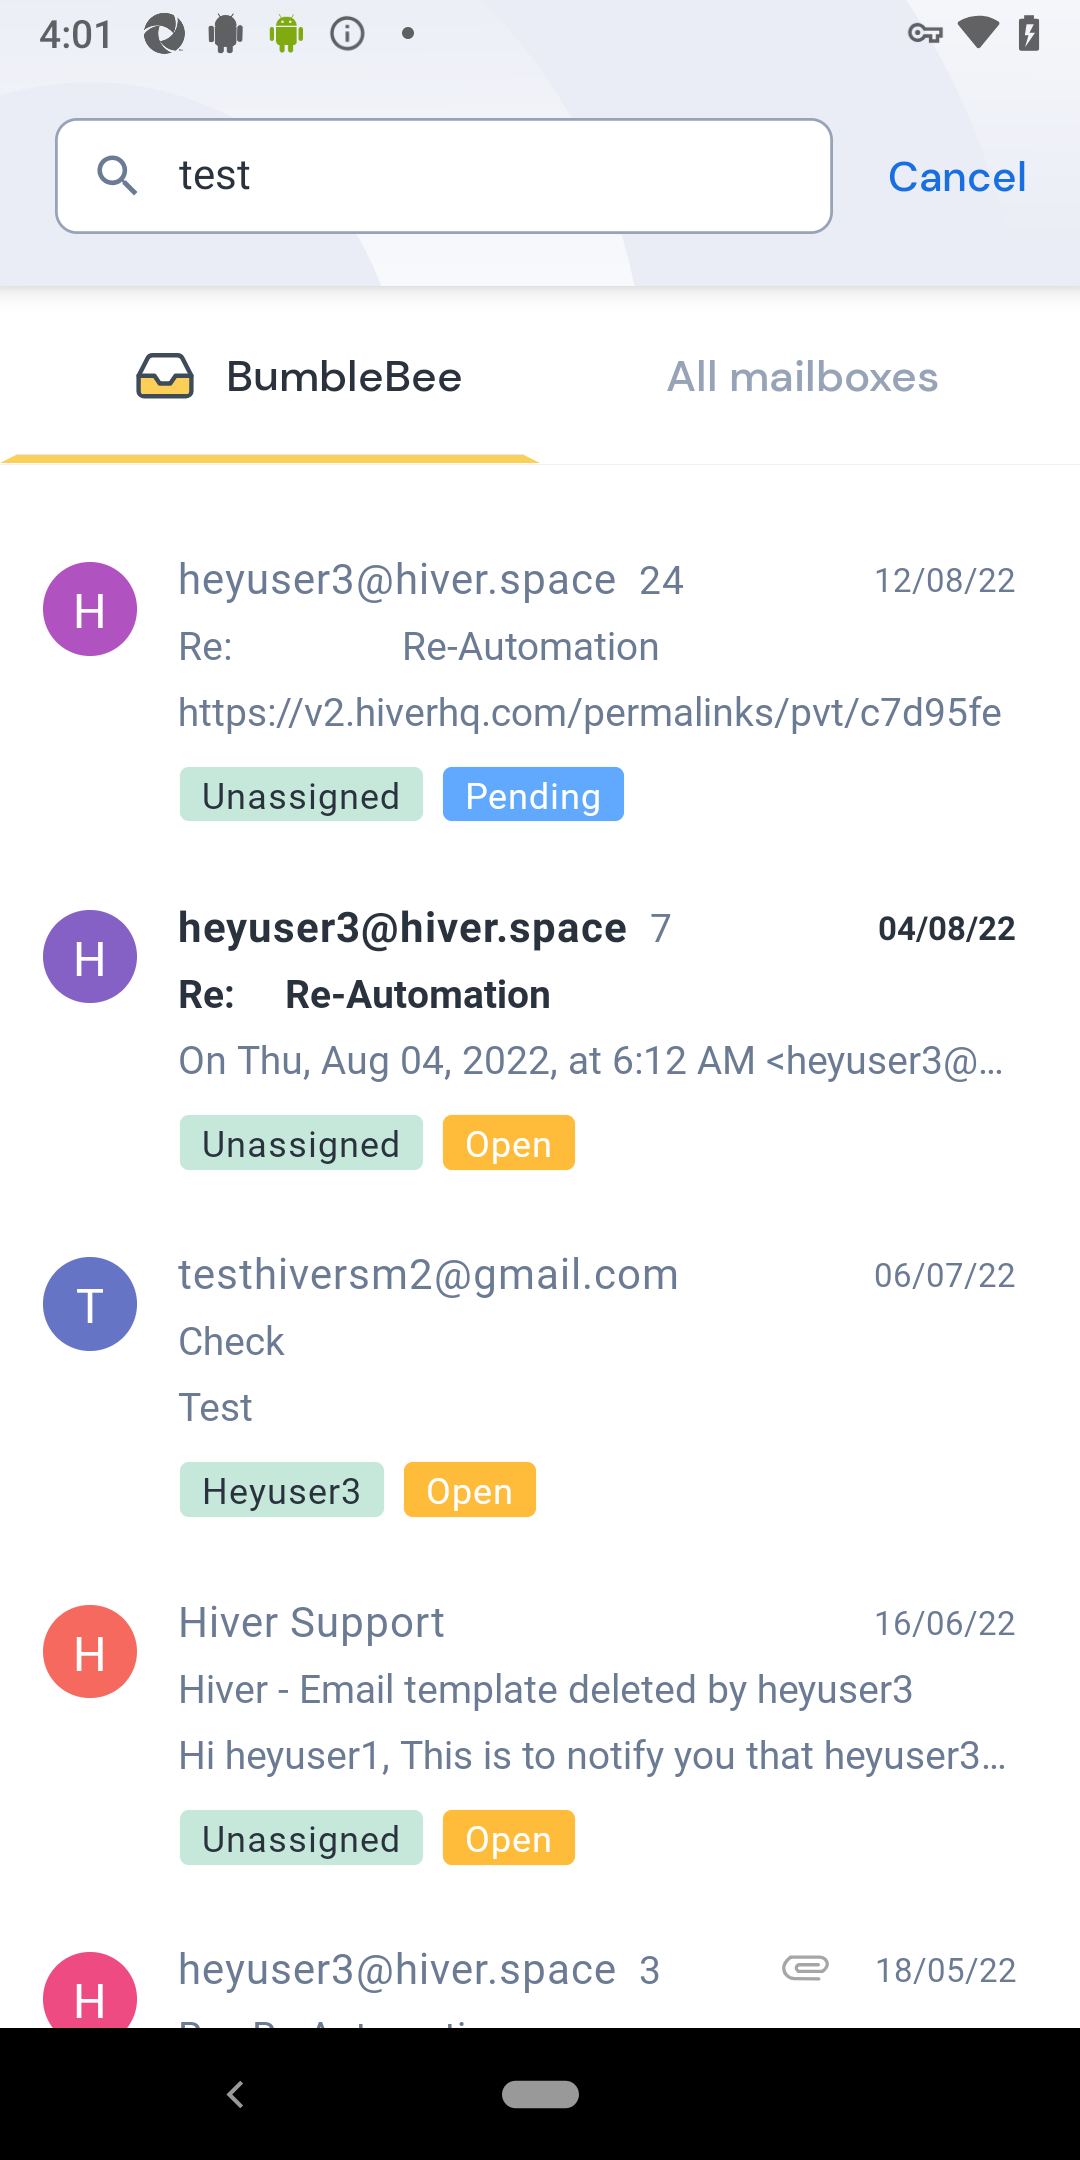 4:01
test
Cancel
BumbleBee
All mailboxes
H
heyuser3@hiver.space 24
12/08/22
Re: Re-Automation
https://v2.hiverhq.com/permalinks/pvt/c7d95fe
Unassigned Pending
H
heyuser3@hiver.space 7
04/08/22
Re: Re-Automation
On Thu, Aug 04, 2022, at 6:12 AM <heyuser3@...
Unassigned Open
T
testhiversm2@gmail.com
06/07/22
Check
Test
Heyuser3 Open
H
Hiver Support
16/06/22
Hiver - Email template deleted by heyuser3
Hi heyuser1, This is to notify you that heyuser3...
Unassigned Open
H
heyuser3@hiver.space 3
18/05/22